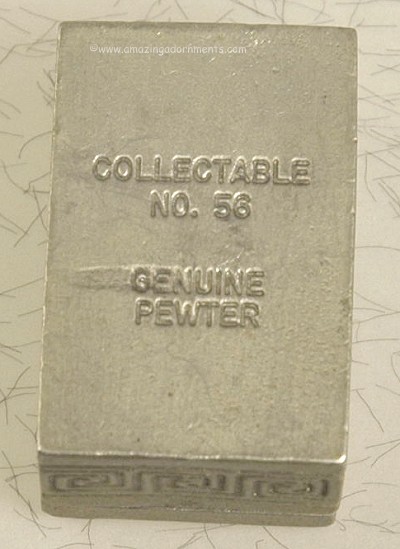 ©www.amazingadornments.com
COLLECTABLE
NO. 56
GENUINE
PEWTER